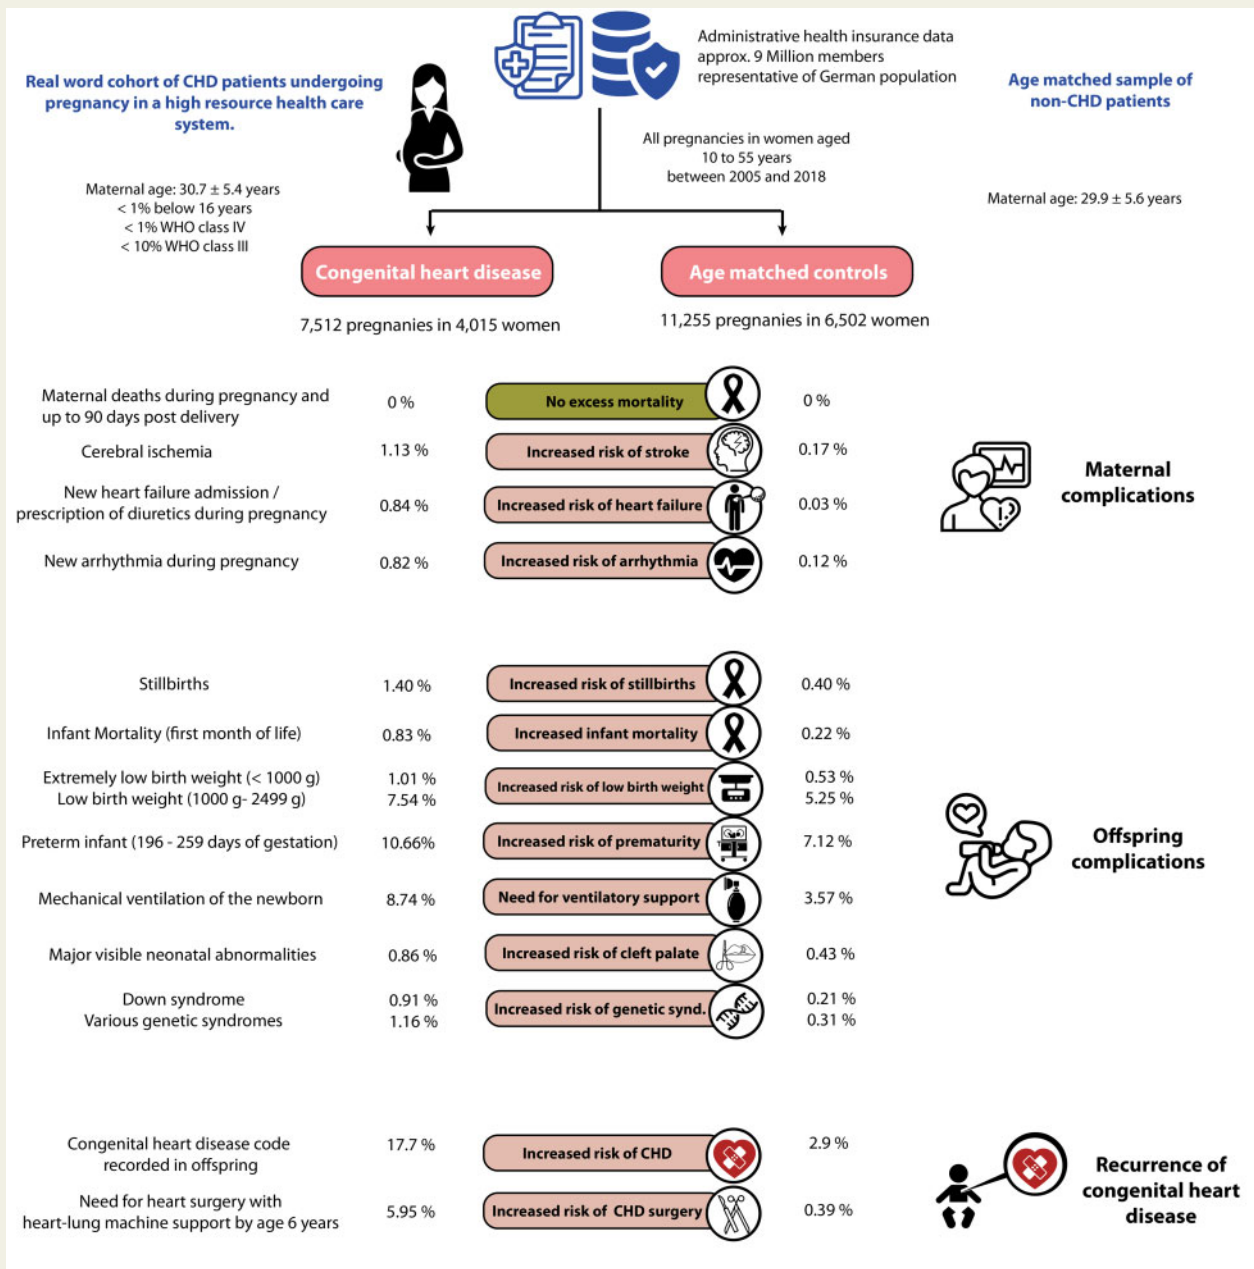 Administrative health insurance data
approx. 9 Million members
representative of German population
Real word cohort of CHD patients undergoing
pregnancy in a high resource health care
system.
Age matched sample of
non-CHD patients
All pregnancies in women aged
10 to 55 years
between 2005 and 2018
Maternal age: 30.7 ± 5.4 years
< 1% below 16 years
< 1% WHO class IV
< 10% WHO class III
Maternal age: 29.9 ± 5.6 years
Congenital heart disease
Age matched controls
7,512 pregnanies in 4,015 women
11,255 pregnanies in 6,502 women
Maternal deaths during pregnancy and
up to 90 days post delivery
0 %
No excess mortality
0 %
Cerebral ischemia
1.13 %
Increased risk of stroke
0.17 %
New heart failure admission /
prescription of diuretics during pregnancy
0.84 %
Increased risk of heart failure
0.03 %
New arrhythmia during pregnancy
0.82 %
Increased risk of arrhythmia
0.12 %
Maternal
complications
Stillbirths
1.40 %
Increased risk of stillbirths
0.40 %
Infant Mortality (first month of life)
0.83 %
Increased infant mortality
0.22 %
Extremely low birth weight (< 1000 g)
1.01 %
0.53 %
Low birth weight (1000 g- 2499 g)
7.54 %
Increased risk of low birth weight
5.25 %
Preterm infant (196 - 259 days of gestation)
10.66%
Increased risk of prematurity
7.12 %
Mechanical ventilation of the newborn
8.74 %
Need for ventilatory support
3.57 %
Major visible neonatal abnormalities
0.86 %
Increased risk of cleft palate
0.43 %
Down syndrome
0.91 %
0.21 %
Various genetic syndromes
1.16 %
Increased risk of genetic synd.
0.31 %
Offspring
complications
Congenital heart disease code
recorded in offspring
17.7 %
Increased risk of CHD
2.9 %
Need for heart surgery with
heart-lung machine support by age 6 years
5.95 %
Increased risk of CHD surgery
0.39 %
Recurrence of
congenital heart
disease